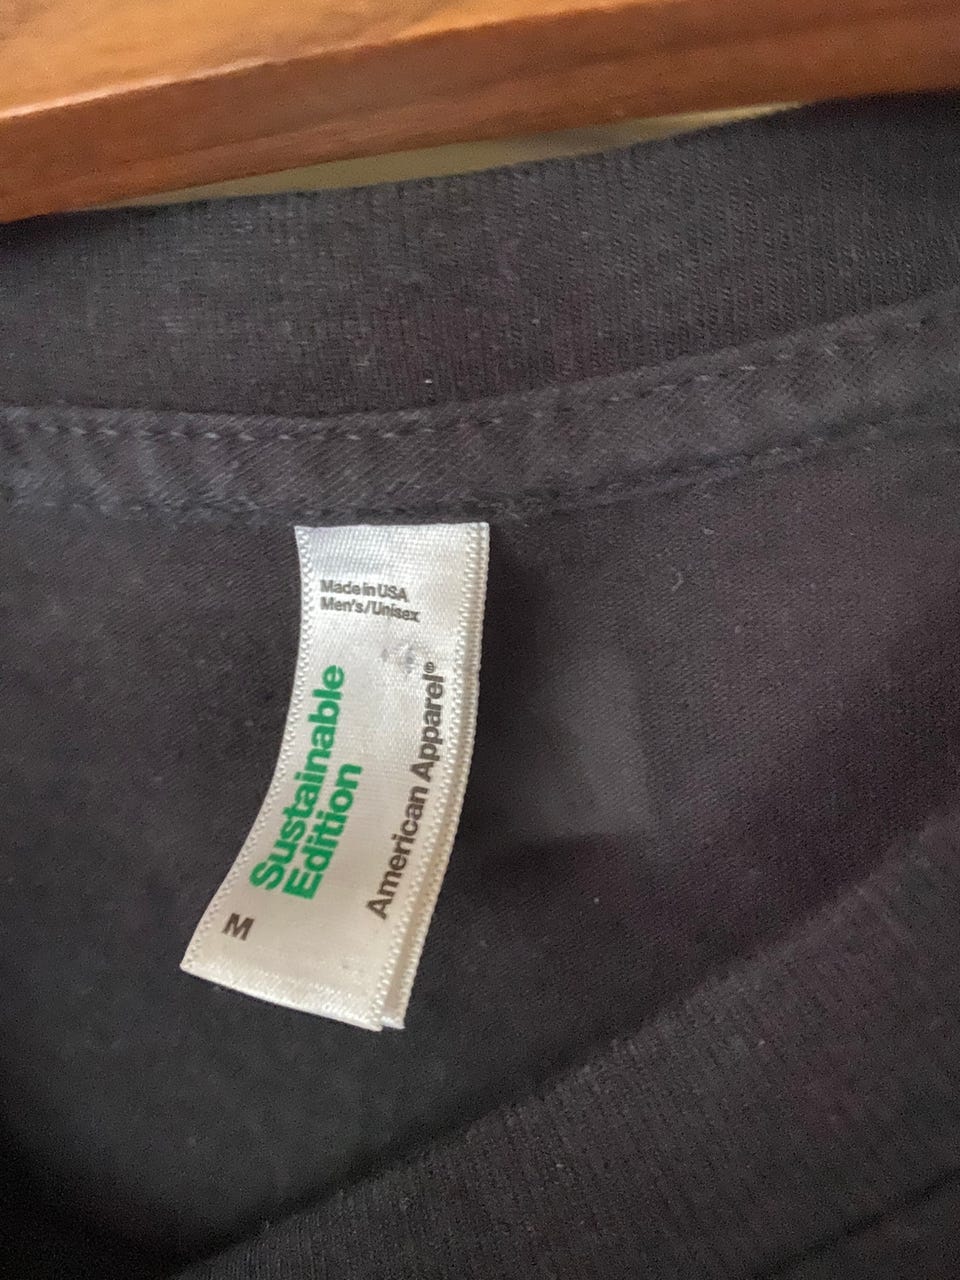 Made in USA
Men's/Unisex
Sustainable
Edition
American Apparel®
M